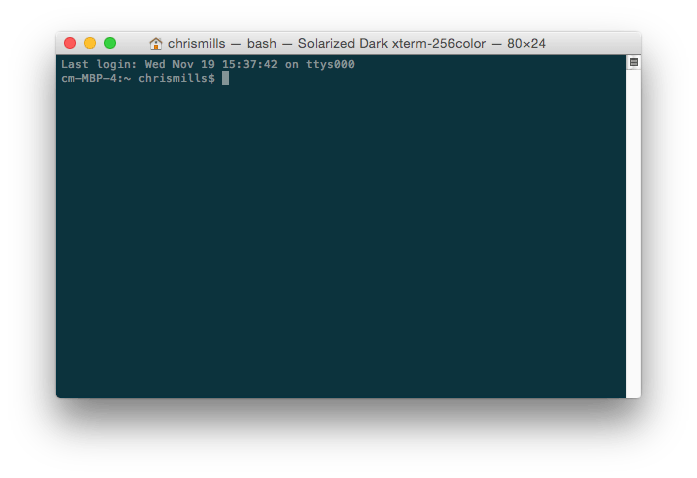 chrismills — bash — Solarized Dark xterm-256color — 80×24
Last login: Wed Nov 19 15:37:42 on ttys000
cm-MBP-4:~ chrismills$